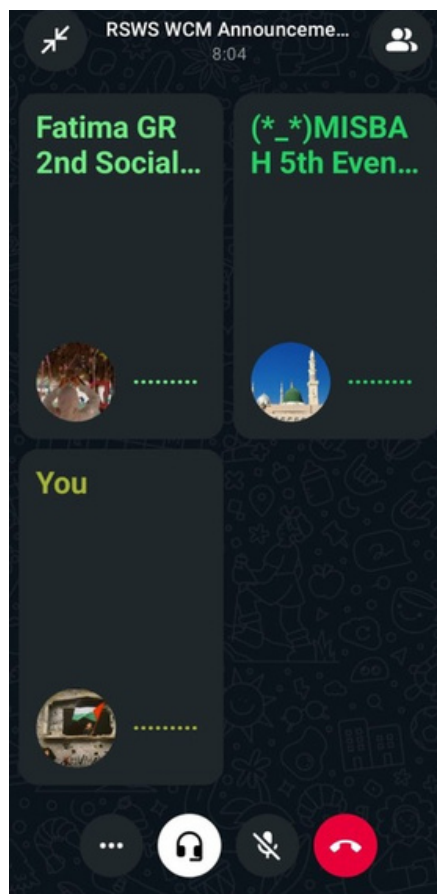 RSWS WCM Announceme...
8:04
Fatima GR
2nd Social...
(*_*)MISBA
H 5th Even...
You